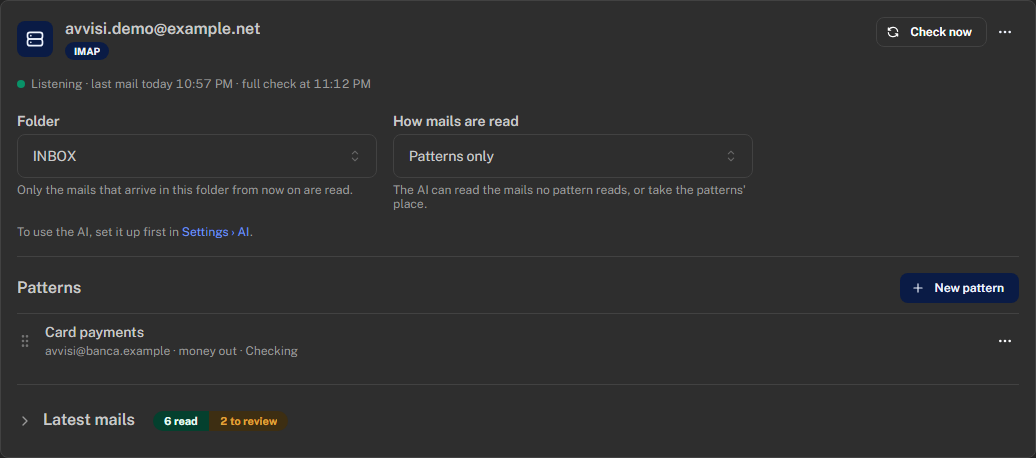 avvisi.demo@example.net
IMAP
Check now
Listening · last mail today 10:57 PM · full check at 11:12 PM
Folder
How mails are read
INBOX
Patterns only
Only the mails that arrive in this folder from now on are read.
The AI can read the mails no pattern reads, or take the patterns'
place.
To use the AI, set it up first in Settings › AI.
Patterns
New pattern
Card payments
avvisi@banca.example · money out · Checking
Latest mails
6 read
2 to review